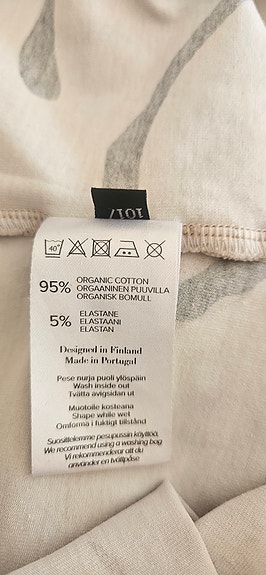 1017
40°
95% ORGANIC COTTON
ORGAANINEN PUUVILLA
ORGANISK BOMULL
5% ELASTANE
ELASTAANI
ELASTAN
Designed in Finland
Made in Portugal
Pese nurja puoli ylöspäin
Wash inside out
Tvätta avigsidan ut
Muotoile kosteana
Shape while wet
Omforma i fuktigt tillstånd
Suosittelemme pesupussin käyttöä.
We recommend using a washing bag
Vi rekommenderar att du
använder en tvättpåse